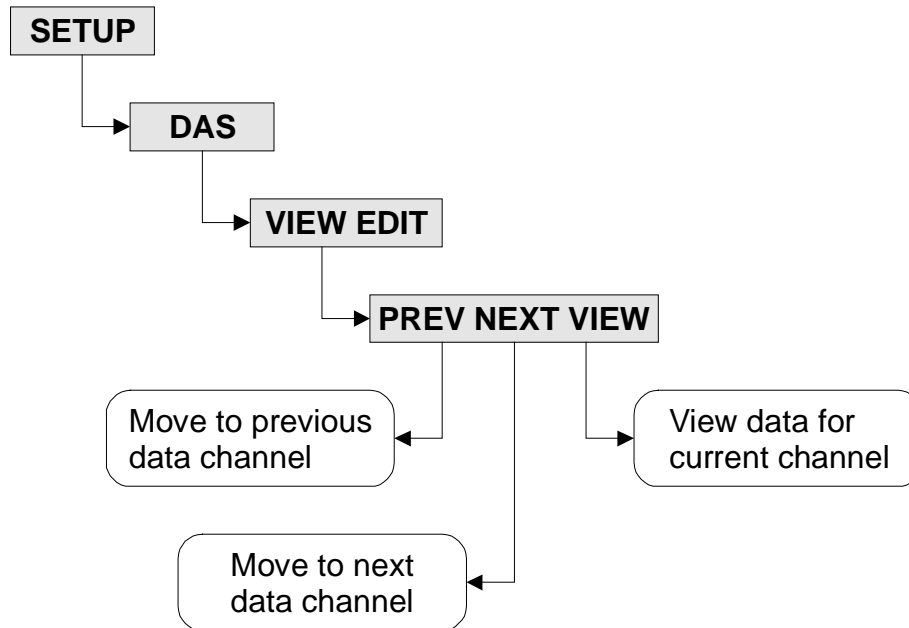 SETUP
DAS
VIEW EDIT
PREV NEXT VIEW
Move to previous
data channel
View data for
current channel
Move to next
data channel